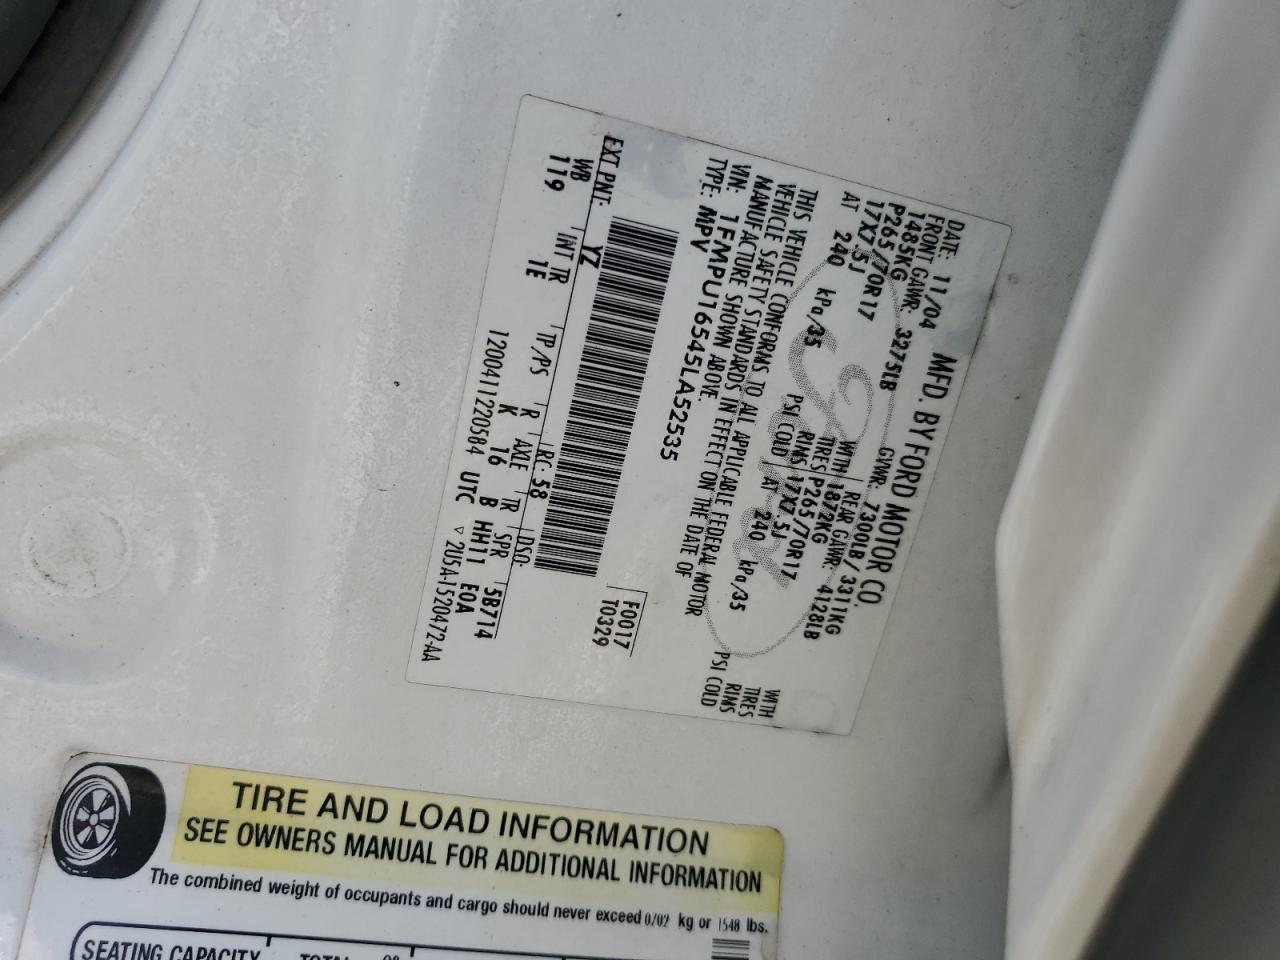 DATE: 11/04 MFD. BY FORD MOTOR CO.
FRONT GAWR: 3275LB GVWR: 7300LB/ 3311KG
1485KG WITH REAR GAWR: 4128LB WITH
P265/70R17 TIRES 1872KG TIRES
17X7.5J RINS P265/70R17 RIMS
AT 240 kPa/35 PSI COLD 17X7.5J PSI COLD
AT 240 kPa/35
THIS VEHICLE CONFORMS TO ALL APPLICABLE FEDERAL MOTOR
VEHICLE SAFETY STANDARDS IN EFFECT ON THE DATE OF
MANUFACTURE SHOWN ABOVE.
VIN: 1FMPU16545LA52535
TYPE: MPV
F0017
T0329
EXT PNT: YZ RC: 58 DSO:
WB INT TR TP/PS R AXLE TR SPR 5B714
119 1E K 16 B HH11 E0A
1200411220584 UTC ▽ 2U5A-1520472-AA
TIRE AND LOAD INFORMATION
SEE OWNERS MANUAL FOR ADDITIONAL INFORMATION
The combined weight of occupants and cargo should never exceed 0702 kg or 1548 lbs.
SEATING CAPACITY